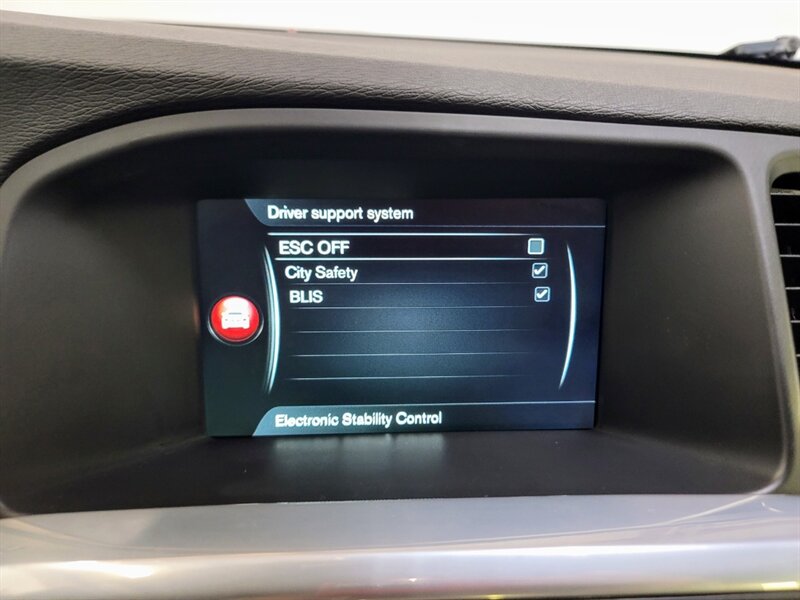 Driver support system
ESC OFF
City Safety
BLIS
Electronic Stability Control